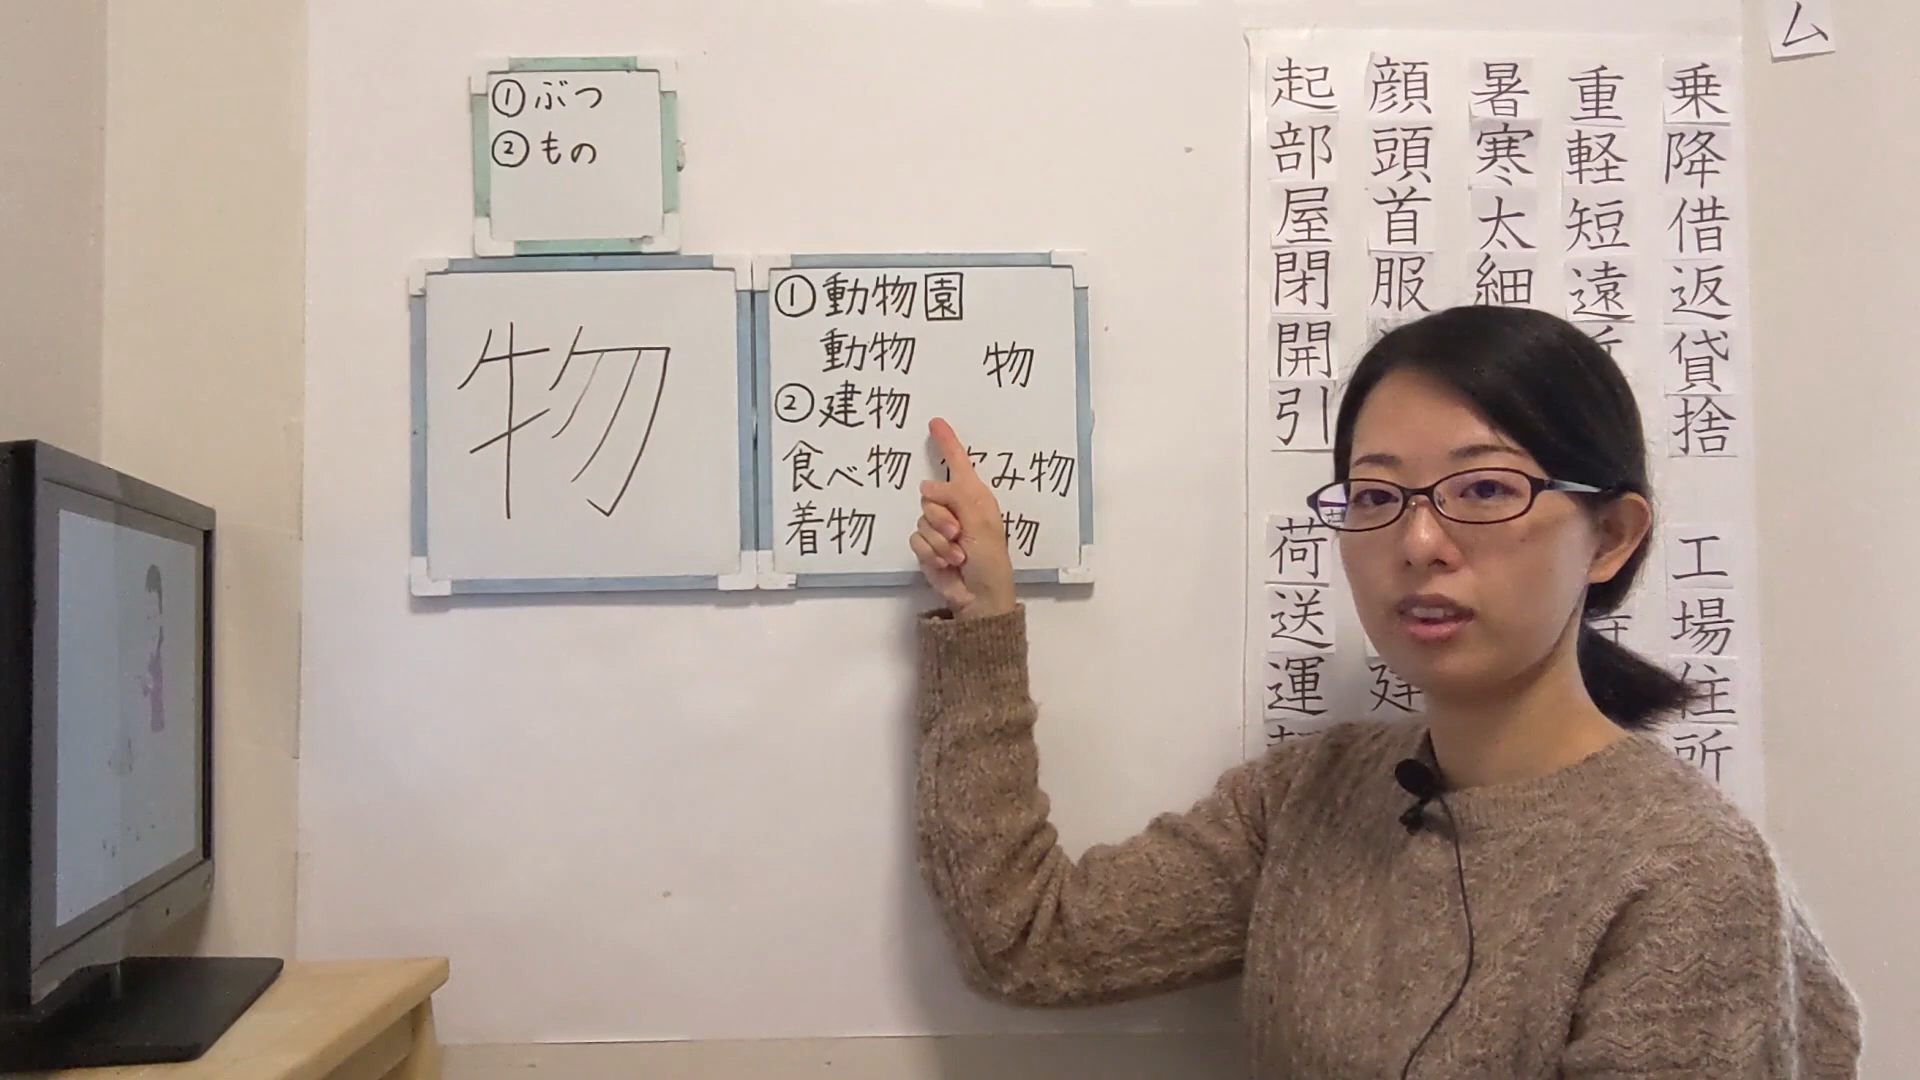 ①ぶつ
②もの
物
①動物園
動物 物
②建物
食べ物 み物
着物 物
ム
起 顔 暑 重 乗
部 頭 寒 軽 降
屋 首 太 短 借
閉 服 細 遠 返
開 貸
引 捨
荷 工
送 場
運 建 住
所